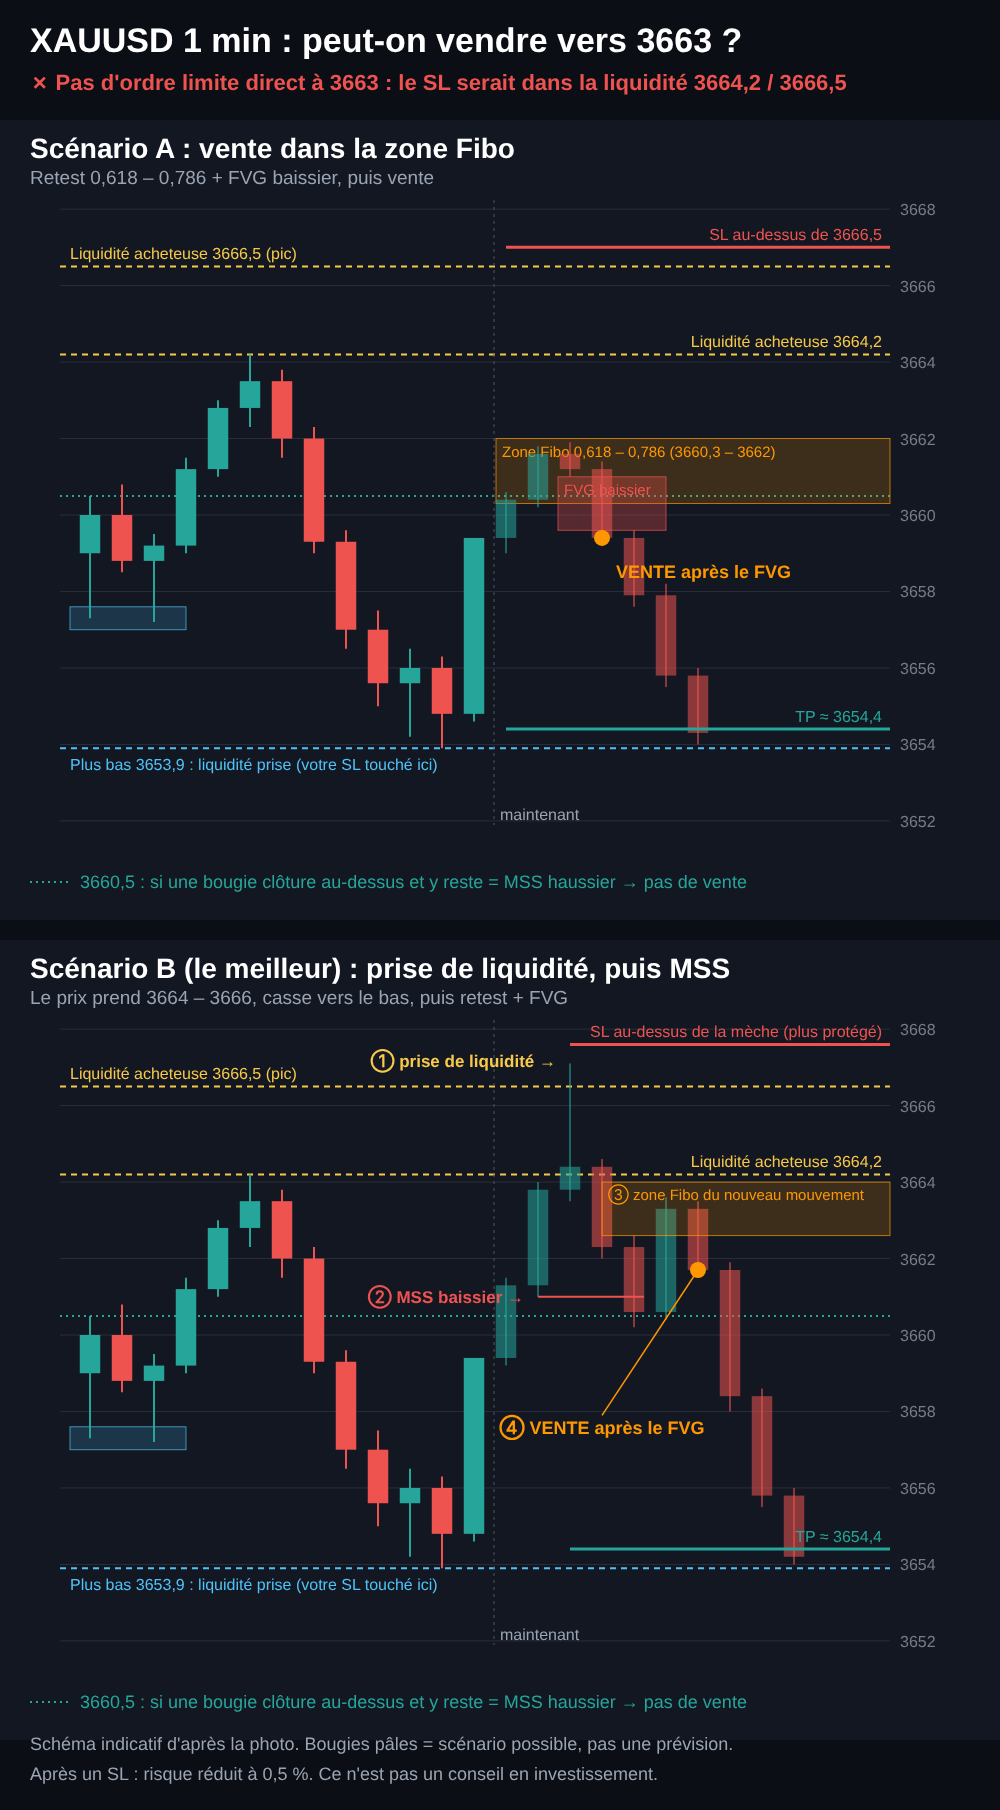 XAUUSD 1 min : peut-on vendre vers 3663 ?
× Pas d'ordre limite direct à 3663 : le SL serait dans la liquidité 3664,2 / 3666,5
Scénario A : vente dans la zone Fibo
Retest 0,618 – 0,786 + FVG baissier, puis vente
3668
SL au-dessus de 3666,5
Liquidité acheteuse 3666,5 (pic)
3666
Liquidité acheteuse 3664,2
3664
3662
Zone Fibo 0,618 – 0,786 (3660,3 – 3662)
FVG baissier
3660
VENTE après le FVG
3658
3656
TP ≈ 3654,4
3654
Plus bas 3653,9 : liquidité prise (votre SL touché ici)
maintenant
3652
3660,5 : si une bougie clôture au-dessus et y reste = MSS haussier → pas de vente
Scénario B (le meilleur) : prise de liquidité, puis MSS
Le prix prend 3664 – 3666, casse vers le bas, puis retest + FVG
SL au-dessus de la mèche (plus protégé)
3668
① prise de liquidité →
Liquidité acheteuse 3666,5 (pic)
3666
Liquidité acheteuse 3664,2
3664
③ zone Fibo du nouveau mouvement
3662
② MSS baissier →
3660
3658
④ VENTE après le FVG
3656
TP ≈ 3654,4
3654
Plus bas 3653,9 : liquidité prise (votre SL touché ici)
maintenant
3652
3660,5 : si une bougie clôture au-dessus et y reste = MSS haussier → pas de vente
Schéma indicatif d'après la photo. Bougies pâles = scénario possible, pas une prévision.
Après un SL : risque réduit à 0,5 %. Ce n'est pas un conseil en investissement.